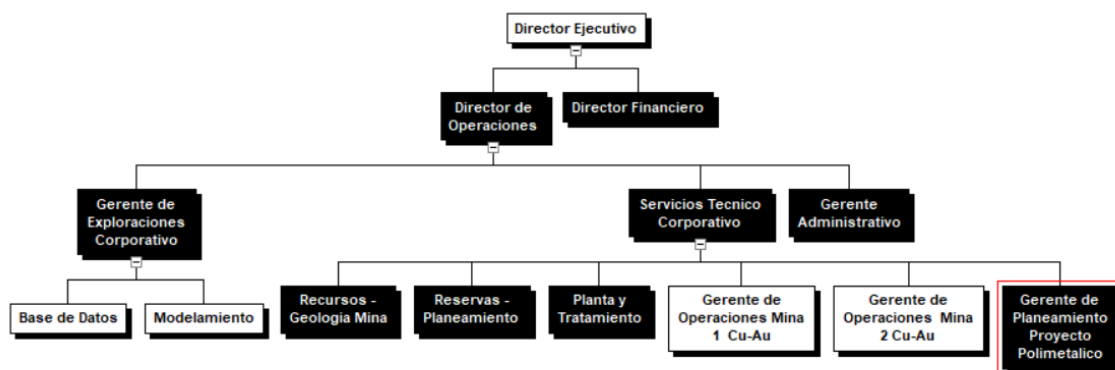 Director Ejecutivo
Director de
Operaciones
Director Financiero
Gerente de
Exploraciones
Corporativo
Servicios Tecnico
Corporativo
Gerente
Administrativo
Base de Datos
Modelamiento
Recursos -
Geologia Mina
Reservas -
Planeamiento
Planta y
Tratamiento
Gerente de
Operaciones Mina
1 Cu-Au
Gerente de
Operaciones Mina
2 Cu-Au
Gerente de
Planeamiento
Proyecto
Polimetalico